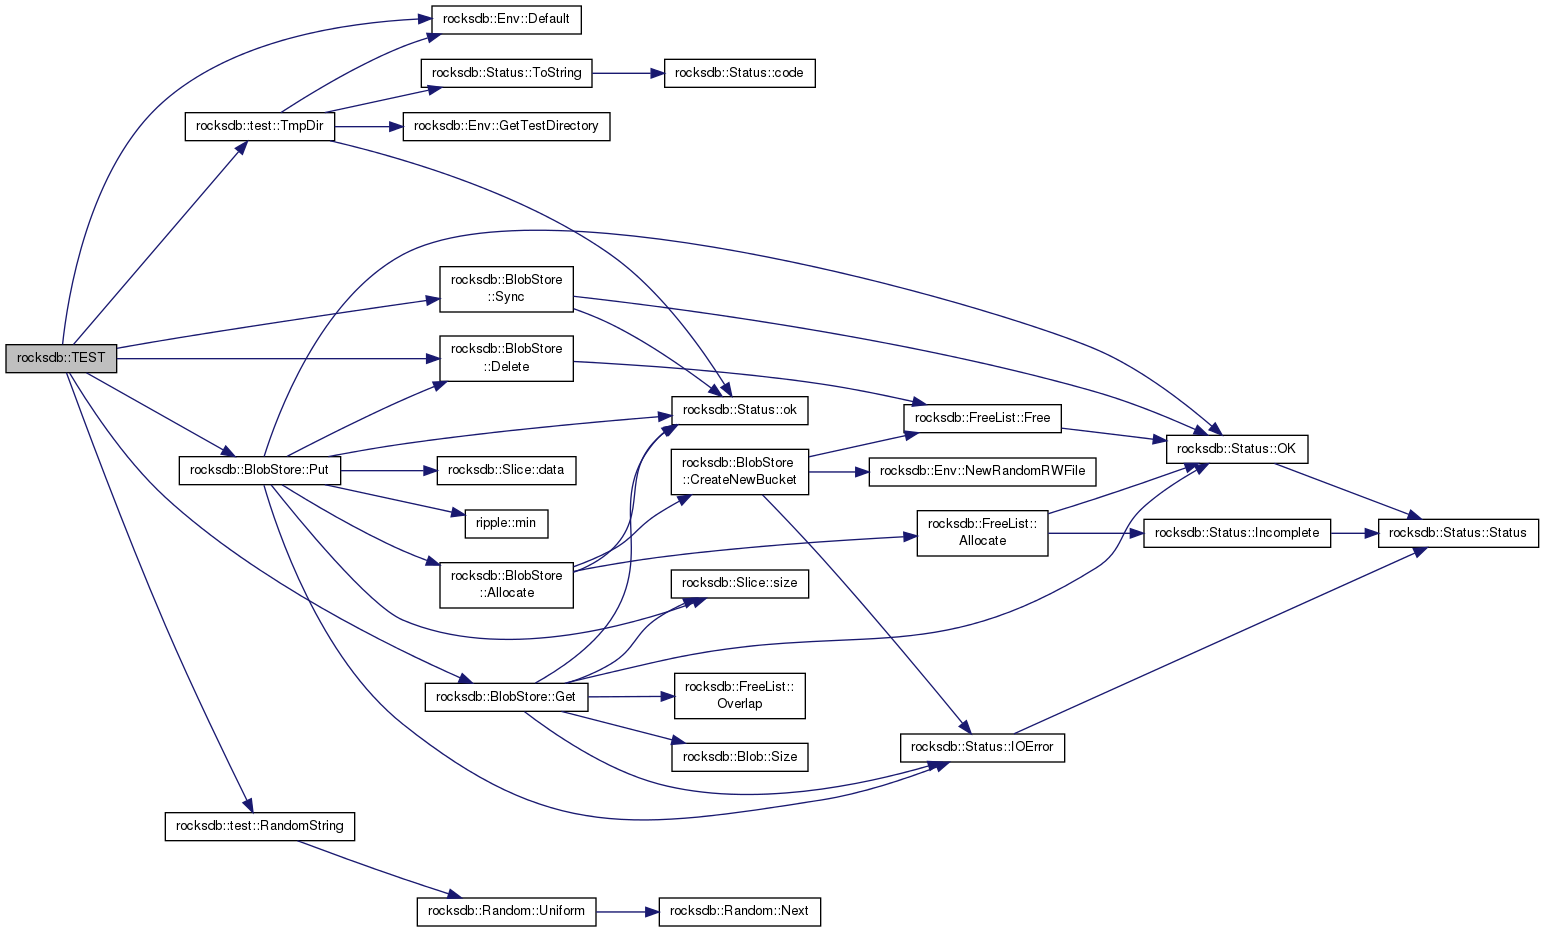 rocksdb::Env::Default
rocksdb::Status::ToString
rocksdb::Status::code
rocksdb::test::TmpDir
rocksdb::Env::GetTestDirectory
rocksdb::BlobStore
::Sync
rocksdb::TEST
rocksdb::BlobStore
::Delete
rocksdb::Status::ok
rocksdb::FreeList::Free
rocksdb::Status::OK
rocksdb::BlobStore::Put
rocksdb::Slice::data
rocksdb::BlobStore
::CreateNewBucket
rocksdb::Env::NewRandomRWFile
ripple::min
rocksdb::FreeList::
Allocate
rocksdb::Status::Incomplete
rocksdb::Status::Status
rocksdb::BlobStore
::Allocate
rocksdb::Slice::size
rocksdb::BlobStore::Get
rocksdb::FreeList::
Overlap
rocksdb::Blob::Size
rocksdb::Status::IOError
rocksdb::test::RandomString
rocksdb::Random::Uniform
rocksdb::Random::Next